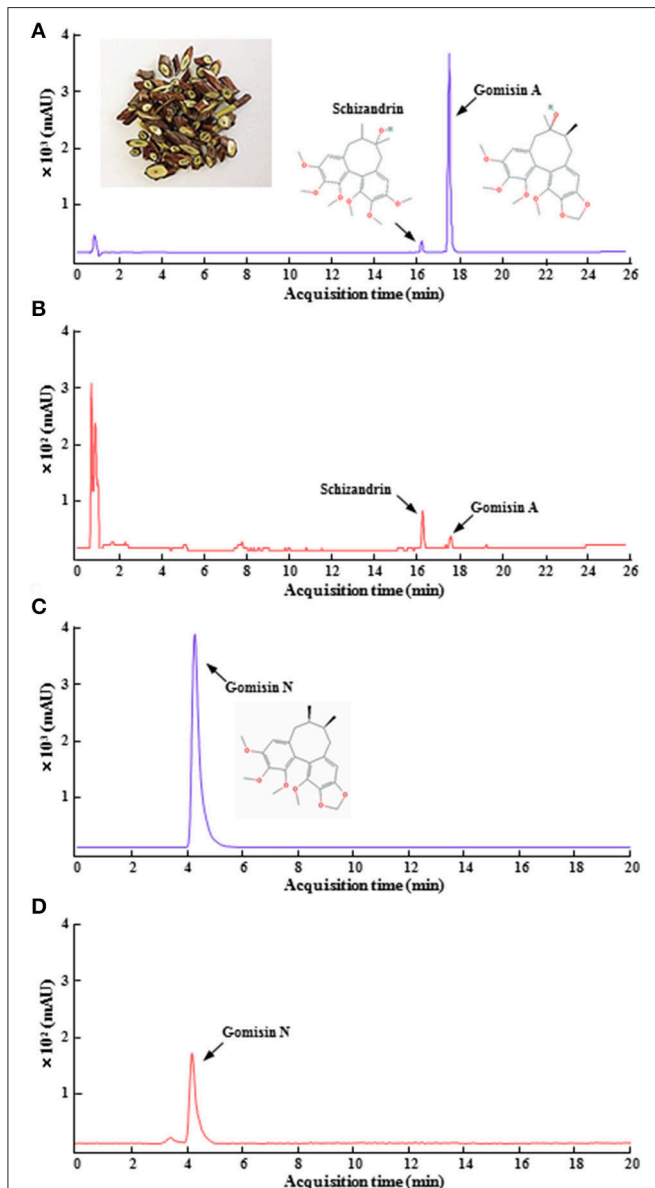 A
4
3
2
1
× 10³ (mAU)
Schizandrin
Gomisin A
0 2 4 6 8 10 12 14 16 18 20 22 24 26
Acquisition time (min)
B
4
3
2
1
× 10² (mAU)
Schizandrin
Gomisin A
0 2 4 6 8 10 12 14 16 18 20 22 24 26
Acquisition time (min)
C
4
3
2
1
× 10³ (mAU)
Gomisin N
0 2 4 6 8 10 12 14 16 18 20
Acquisition time (min)
D
4
3
2
1
× 10² (mAU)
Gomisin N
0 2 4 6 8 10 12 14 16 18 20
Acquisition time (min)